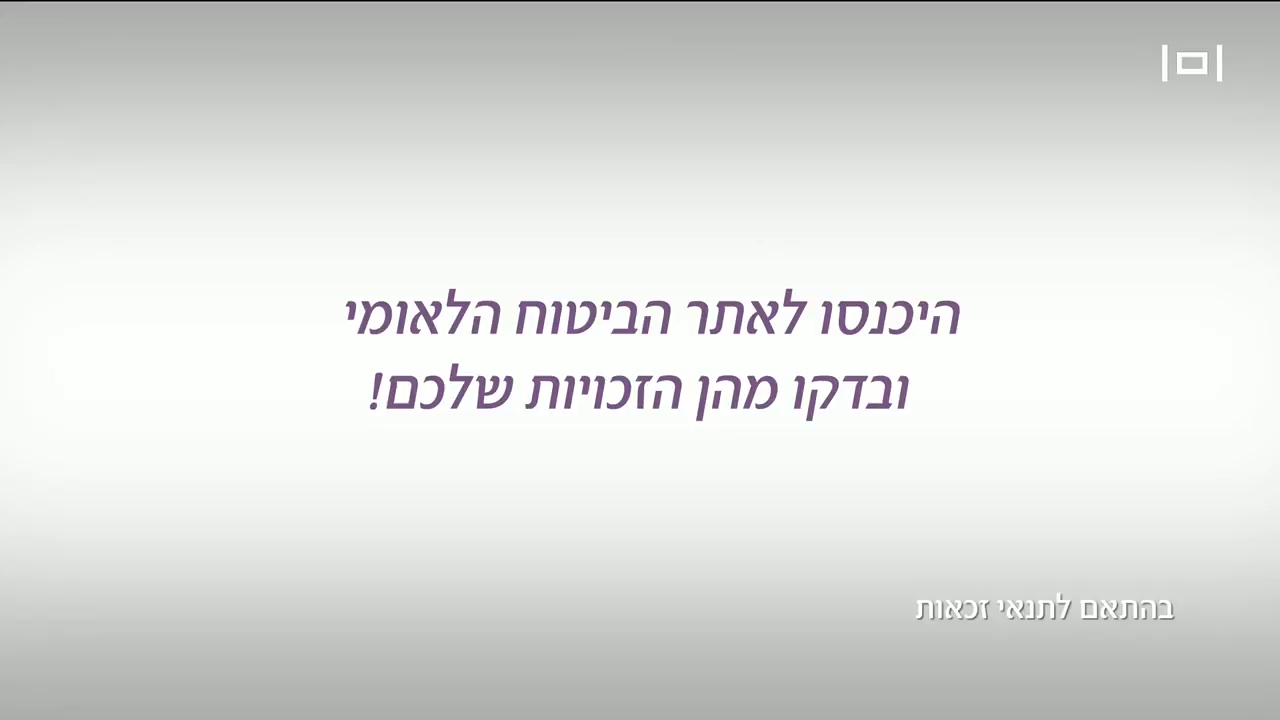 היכנסו לאתר הביטוח הלאומי
ובדקו מהן הזכויות שלכם!
בהתאם לתנאי זכאות